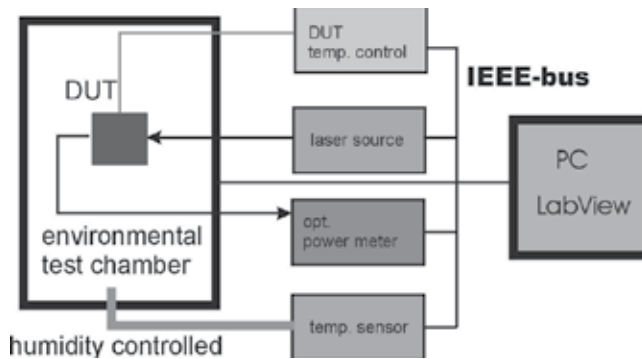 DUT
temp. control
DUT
IEEE-bus
laser source
PC
LabView
opt.
power meter
environmental
test chamber
temp. sensor
humidity controlled